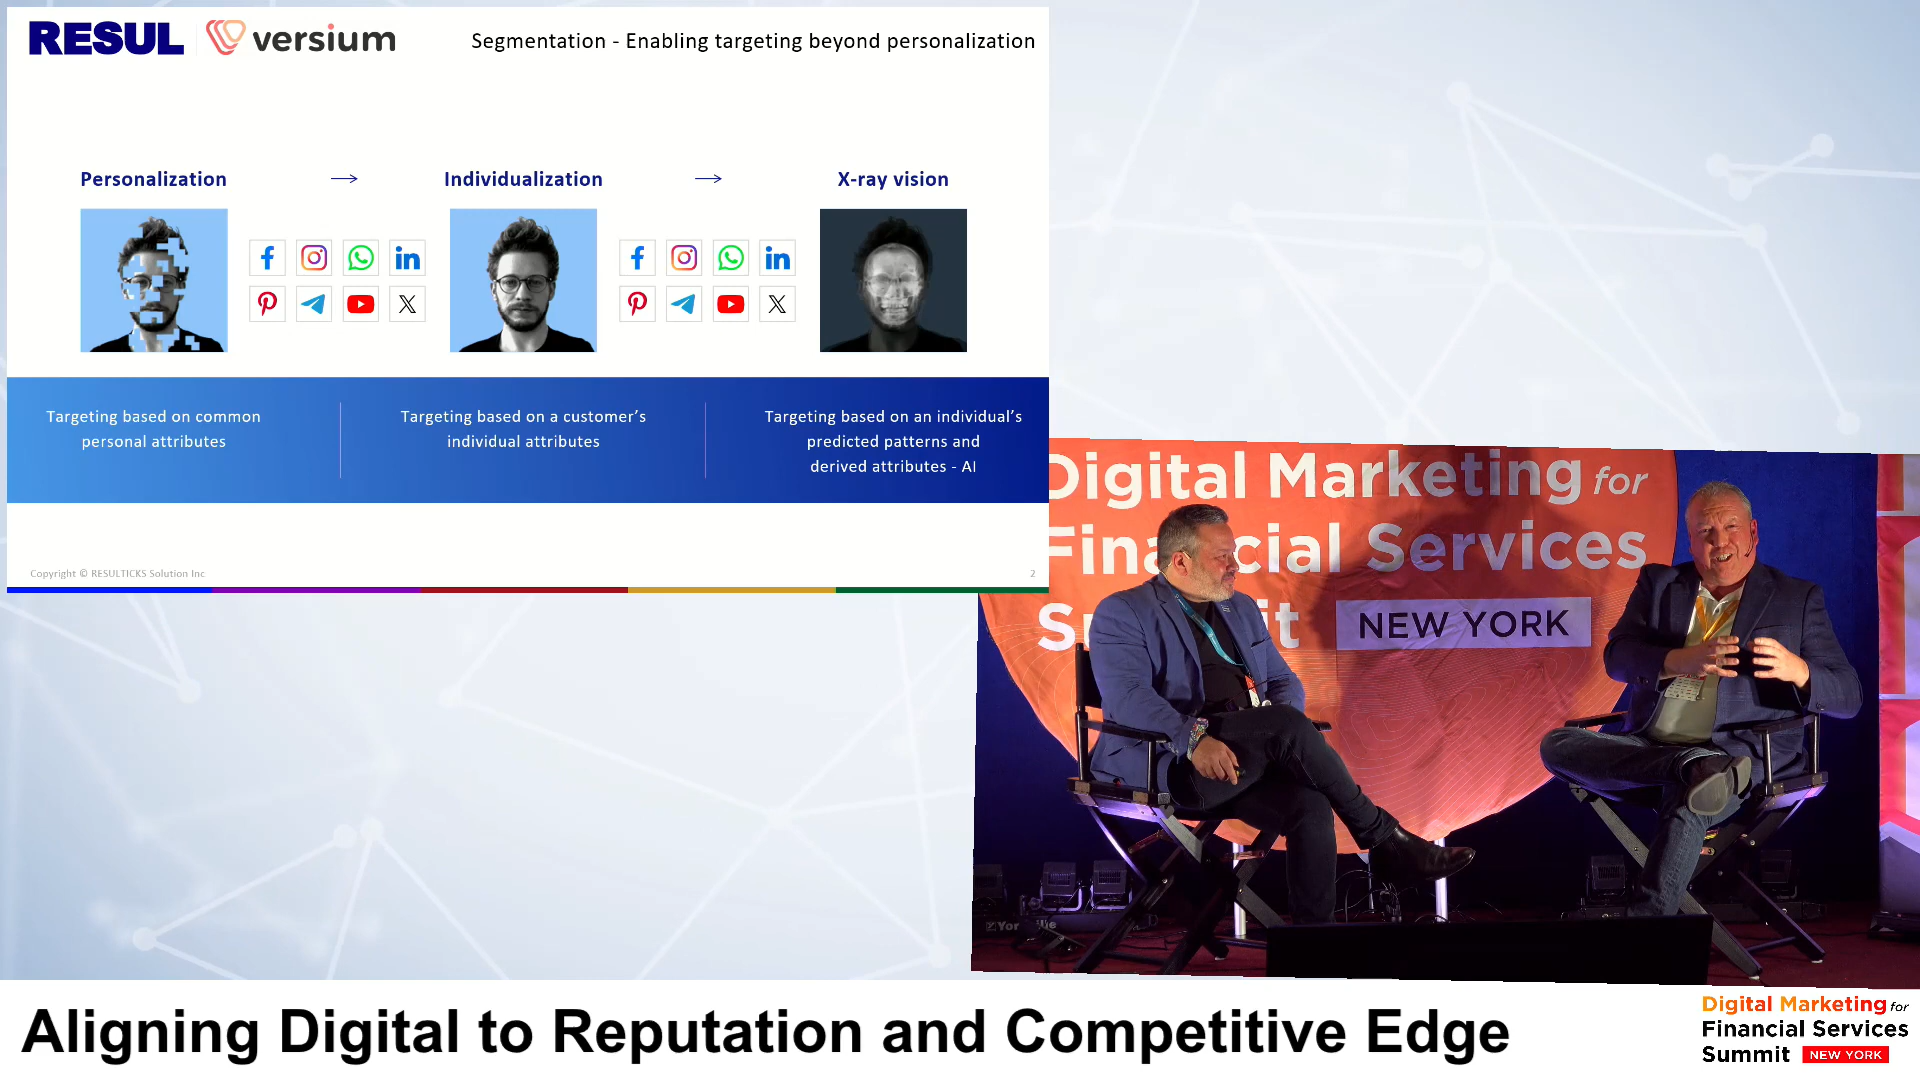 RESUL versium Segmentation - Enabling targeting beyond personalization
Personalization → Individualization → X-ray vision
Targeting based on common
personal attributes
Targeting based on a customer's
individual attributes
Targeting based on an individual's
predicted patterns and
derived attributes - AI
Copyright © RESULTICKS Solution Inc 2
Digital Marketing for
Financial Services
NEW YORK
Aligning Digital to Reputation and Competitive Edge
Digital Marketing for
Financial Services
Summit NEW YORK